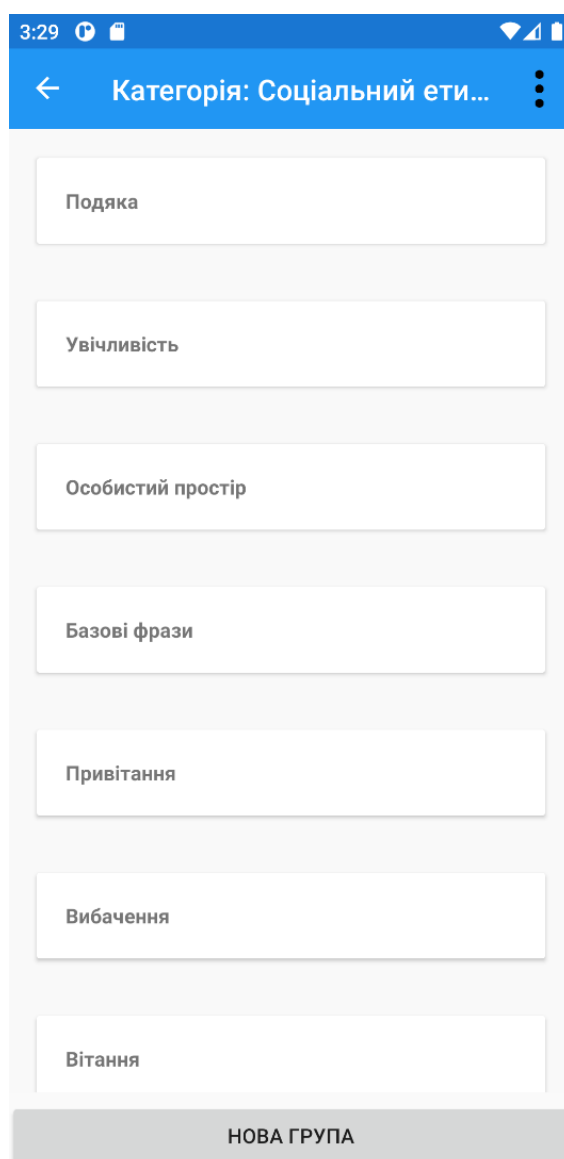 3:29
Категорія: Соціальний ети...
Подяка
Увічливість
Особистий простір
Базові фрази
Привітання
Вибачення
Вітання
НОВА ГРУПА